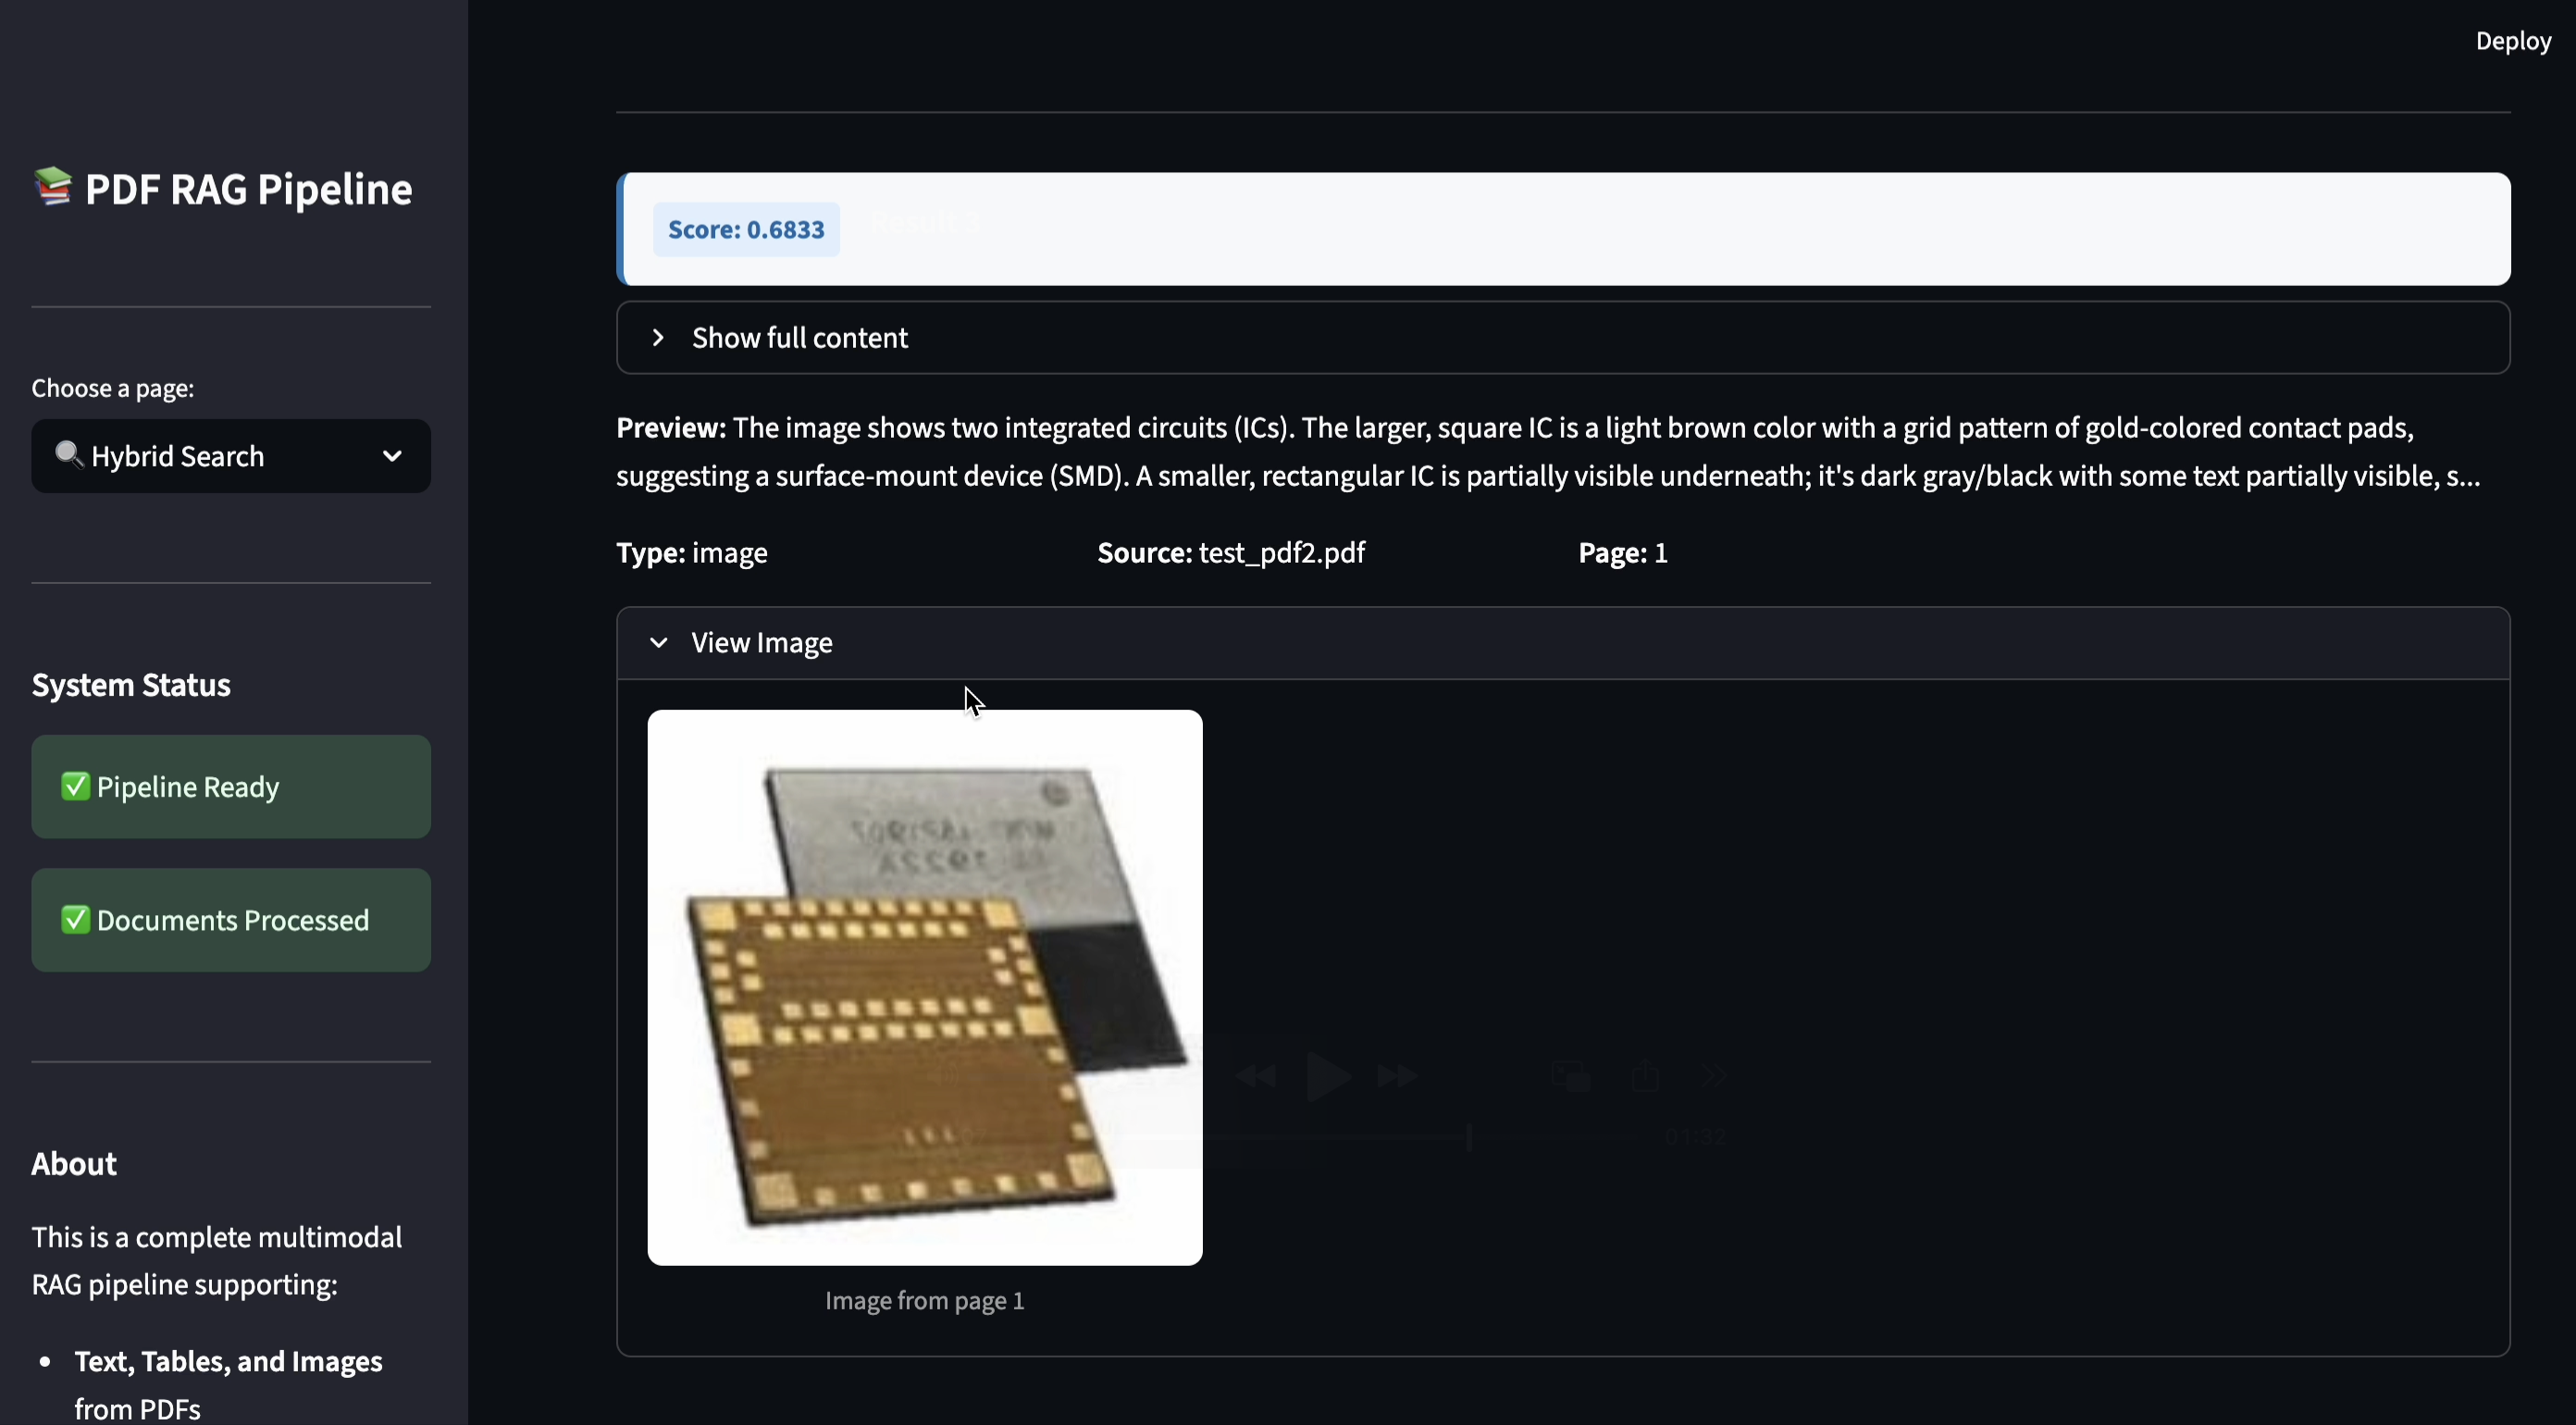 Deploy
📚 PDF RAG Pipeline
Choose a page:
🔍 Hybrid Search
System Status
✅ Pipeline Ready
✅ Documents Processed
About
This is a complete multimodal
RAG pipeline supporting:
• Text, Tables, and Images
from PDFs
Score: 0.6833
Result 3
Show full content
Preview: The image shows two integrated circuits (ICs). The larger, square IC is a light brown color with a grid pattern of gold-colored contact pads,
suggesting a surface-mount device (SMD). A smaller, rectangular IC is partially visible underneath; it's dark gray/black with some text partially visible, s...
Type: image
Source: test_pdf2.pdf
Page: 1
View Image
Image from page 1
01:32